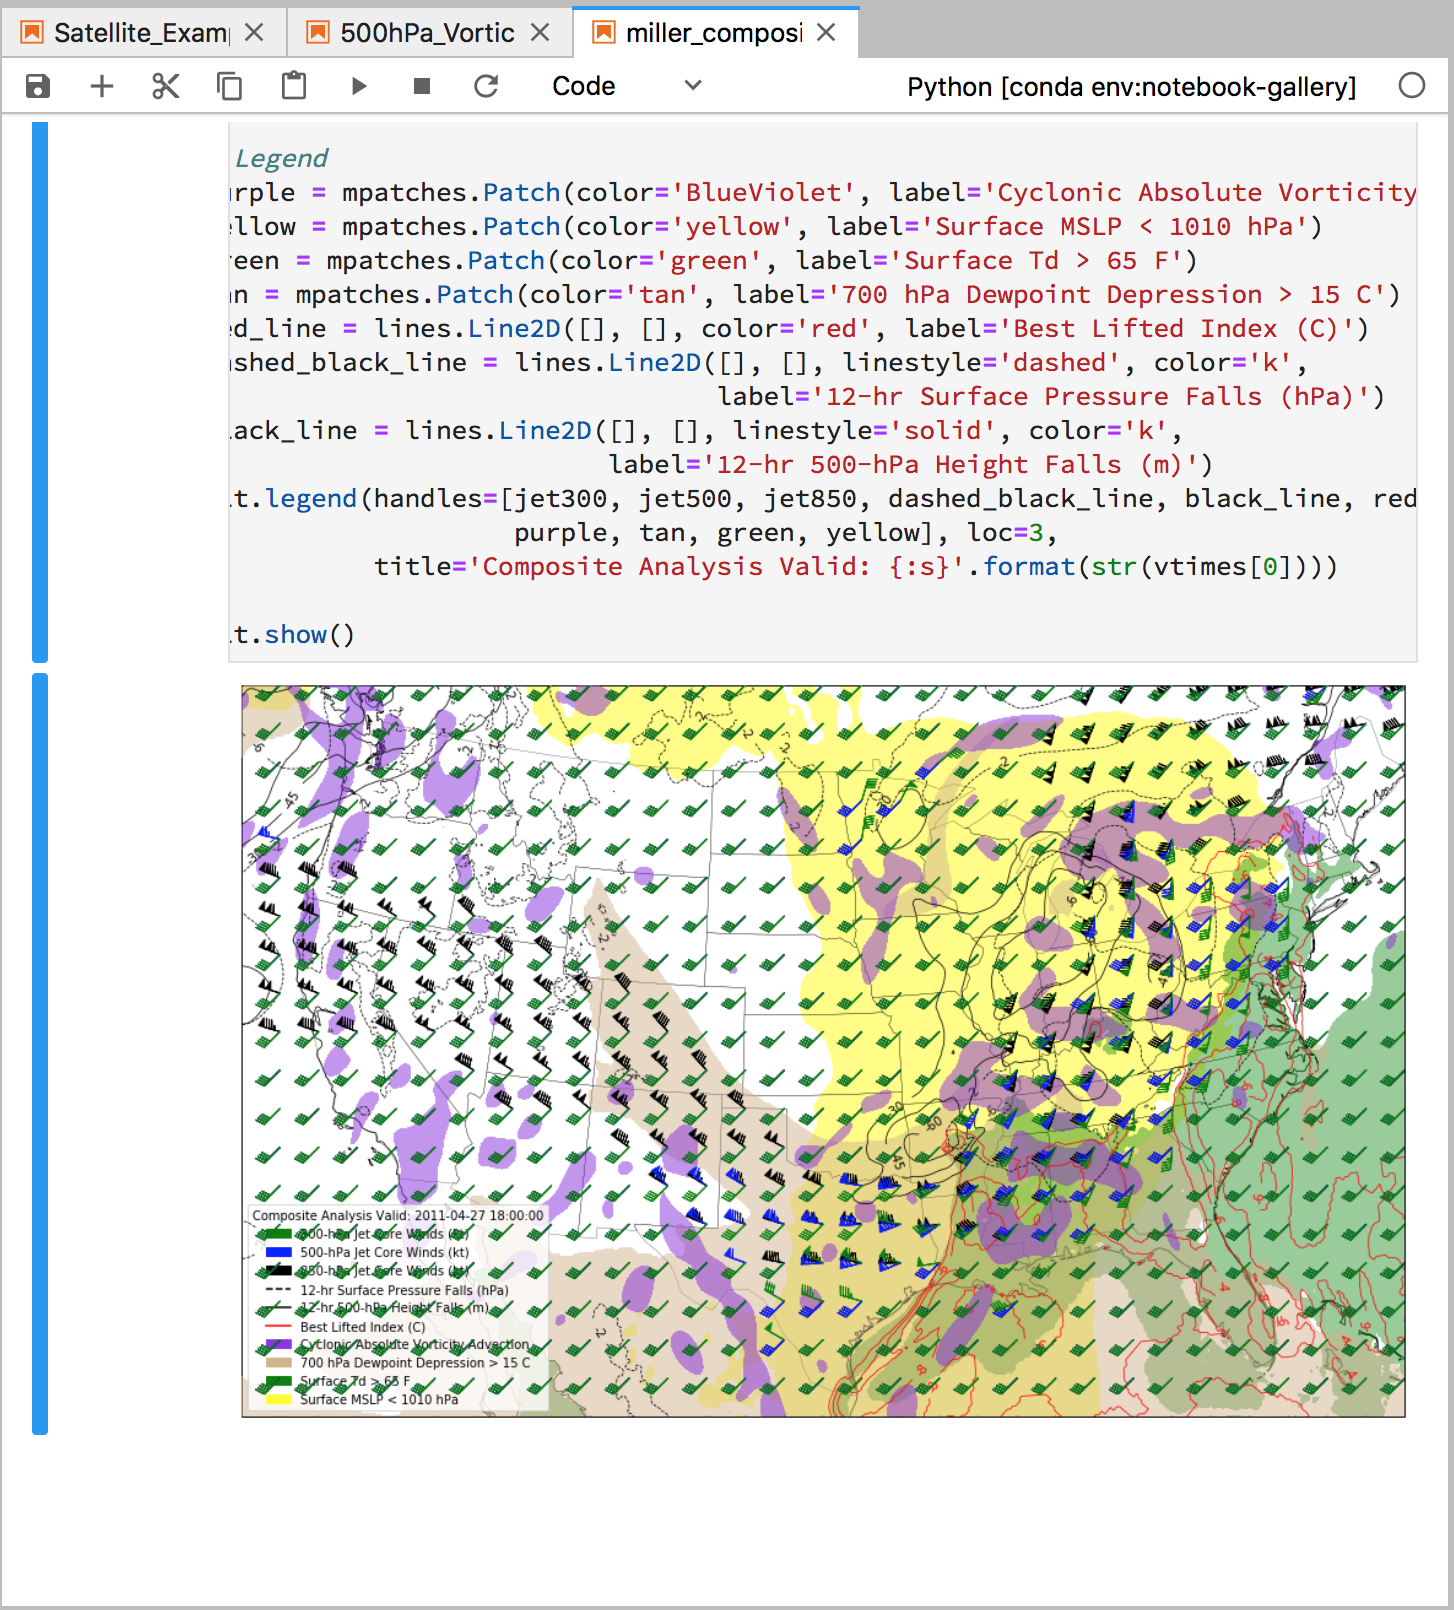 Satellite_Exam
500hPa_Vortic
miller_composi
Code
Python [conda env:notebook-gallery]
Legend
rple = mpatches.Patch(color='BlueViolet', label='Cyclonic Absolute Vorticity
llow = mpatches.Patch(color='yellow', label='Surface MSLP < 1010 hPa')
een = mpatches.Patch(color='green', label='Surface Td > 65 F')
n = mpatches.Patch(color='tan', label='700 hPa Dewpoint Depression > 15 C')
d_line = lines.Line2D([], [], color='red', label='Best Lifted Index (C)')
shed_black_line = lines.Line2D([], [], linestyle='dashed', color='k',
label='12-hr Surface Pressure Falls (hPa)')
ack_line = lines.Line2D([], [], linestyle='solid', color='k',
label='12-hr 500-hPa Height Falls (m)')
t.legend(handles=[jet300, jet500, jet850, dashed_black_line, black_line, red
purple, tan, green, yellow], loc=3,
title='Composite Analysis Valid: {:s}'.format(str(vtimes[0])))
t.show()
Composite Analysis Valid: 2011-04-27 18:00:00
300-hPa Jet Core Winds (kt)
500-hPa Jet Core Winds (kt)
850-hPa Jet Core Winds (kt)
12-hr Surface Pressure Falls (hPa)
12-hr 500-hPa Height Falls (m)
Best Lifted Index (C)
Cyclonic Absolute Vorticity Advection
700 hPa Dewpoint Depression > 15 C
Surface Td > 65 F
Surface MSLP < 1010 hPa